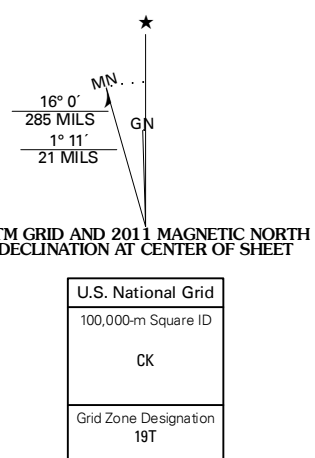 ★
MN
16° 0´
285 MILS
GN
1° 11´
21 MILS
TM GRID AND 2011 MAGNETIC NORTH
DECLINATION AT CENTER OF SHEET
U.S. National Grid
100,000-m Square ID
CK
Grid Zone Designation
19T